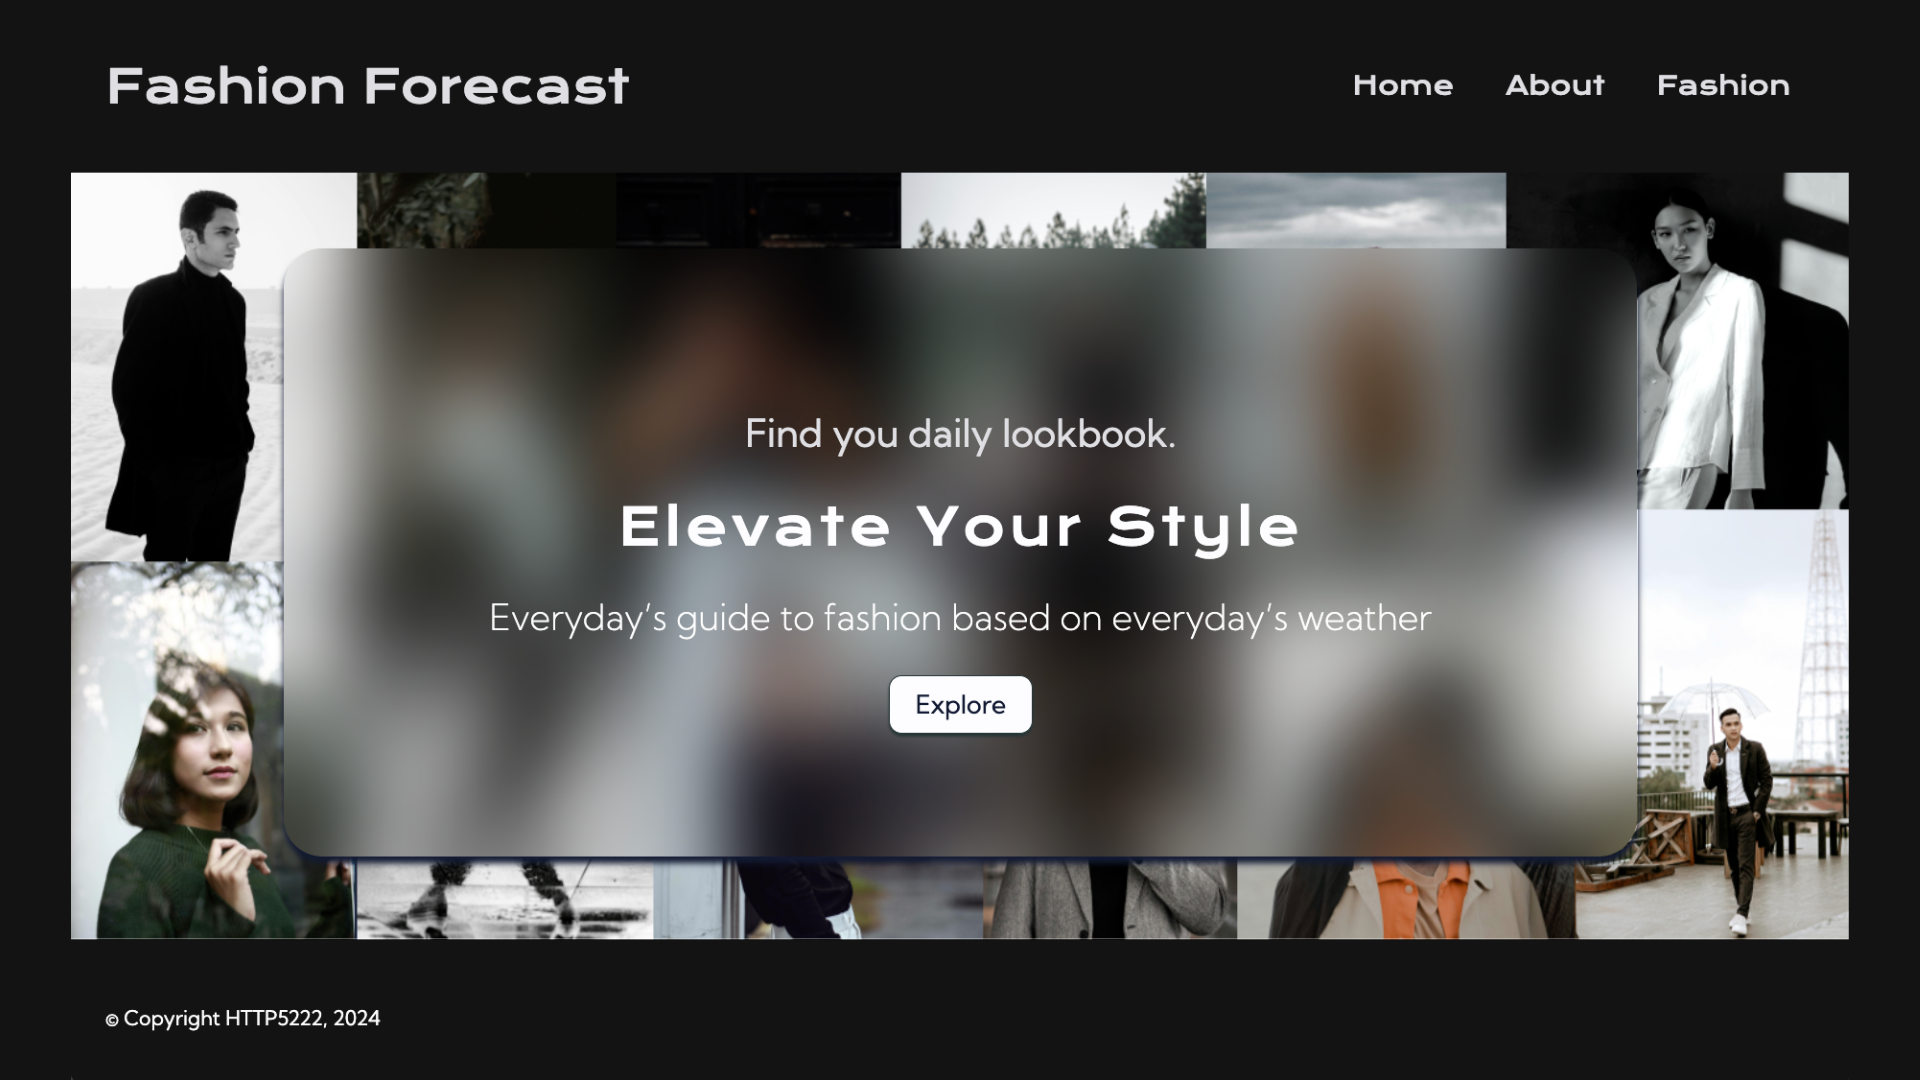 Fashion Forecast
Home About Fashion
Find you daily lookbook.
Elevate Your Style
Everyday’s guide to fashion based on everyday’s weather
Explore
© Copyright HTTP5222, 2024